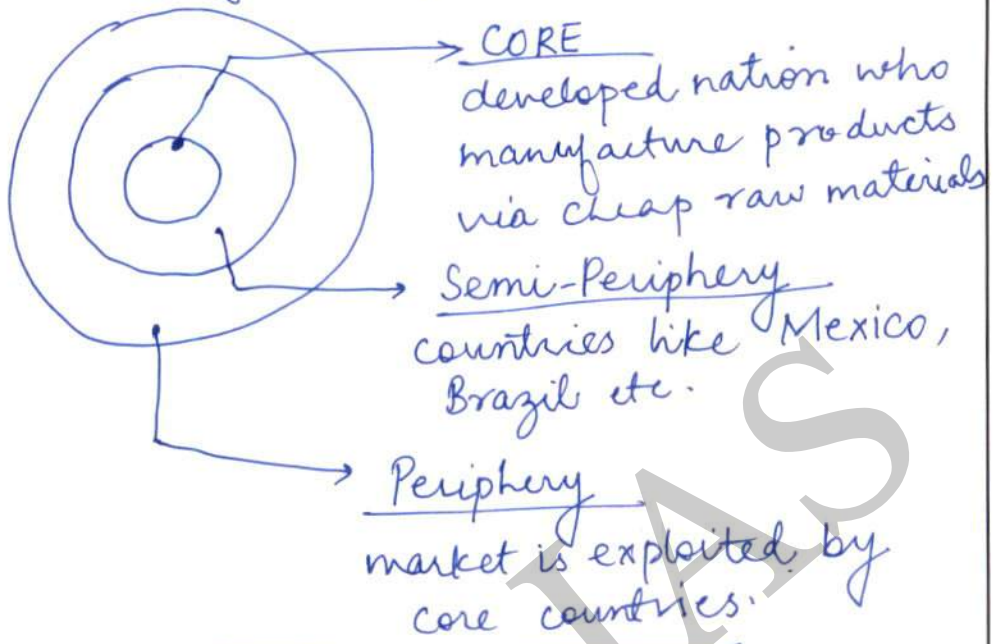 CORE
developed nation who
manufacture products
via cheap raw materials
Semi-Periphery
countries like Mexico,
Brazil etc.
Periphery
market is exploited by
core countries.
IAS